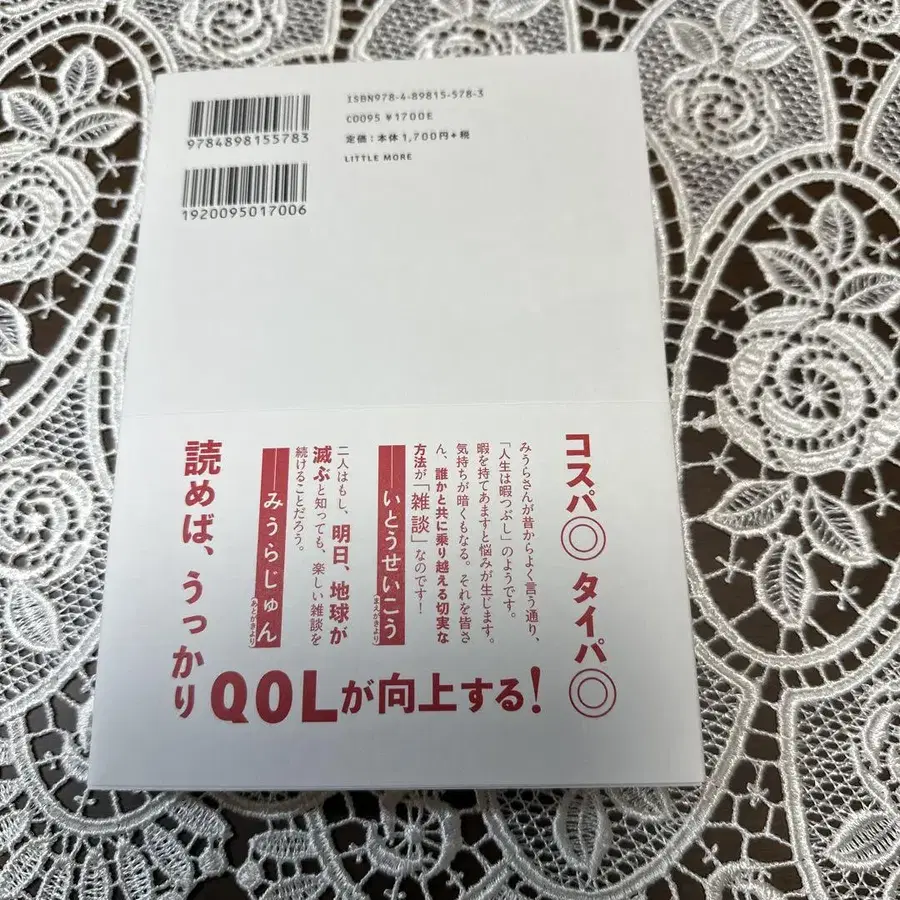 9784898155783
1920095017006
ISBN978-4-89815-578-3
C0095 ¥1700E
定価：本体1,700円+税
LITTLE MORE
コスパ◎ タイパ◎
みうらさんが昔からよく言う通り、
「人生は暇つぶし」のようです。
暇を持てあますと悩みが生じます。
気持ちが暗くもなる。それを皆さ
ん、誰かと共に乗り越える切実な
方法が「雑談」なのです！
──いとうせいこう（まえがきより）
二人はもし、明日、地球が
滅ぶと知っても、楽しい雑談を
続けることだろう。
──みうらじゅん（あとがきより）
読めば、うっかり
QOLが向上する！